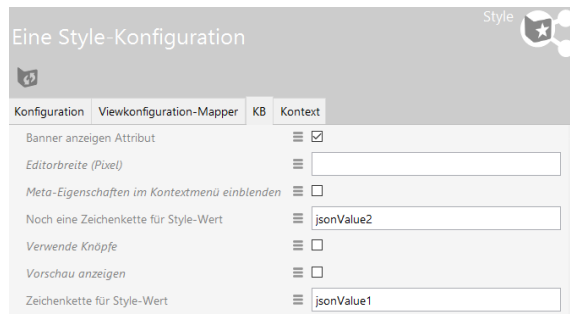 Style
Eine Style-Konfiguration
Konfiguration Viewkonfiguration-Mapper KB Kontext
Banner anzeigen Attribut
Editorbreite (Pixel)
Meta-Eigenschaften im Kontextmenü einblenden
Noch eine Zeichenkette für Style-Wert jsonValue2
Verwende Knöpfe
Vorschau anzeigen
Zeichenkette für Style-Wert jsonValue1